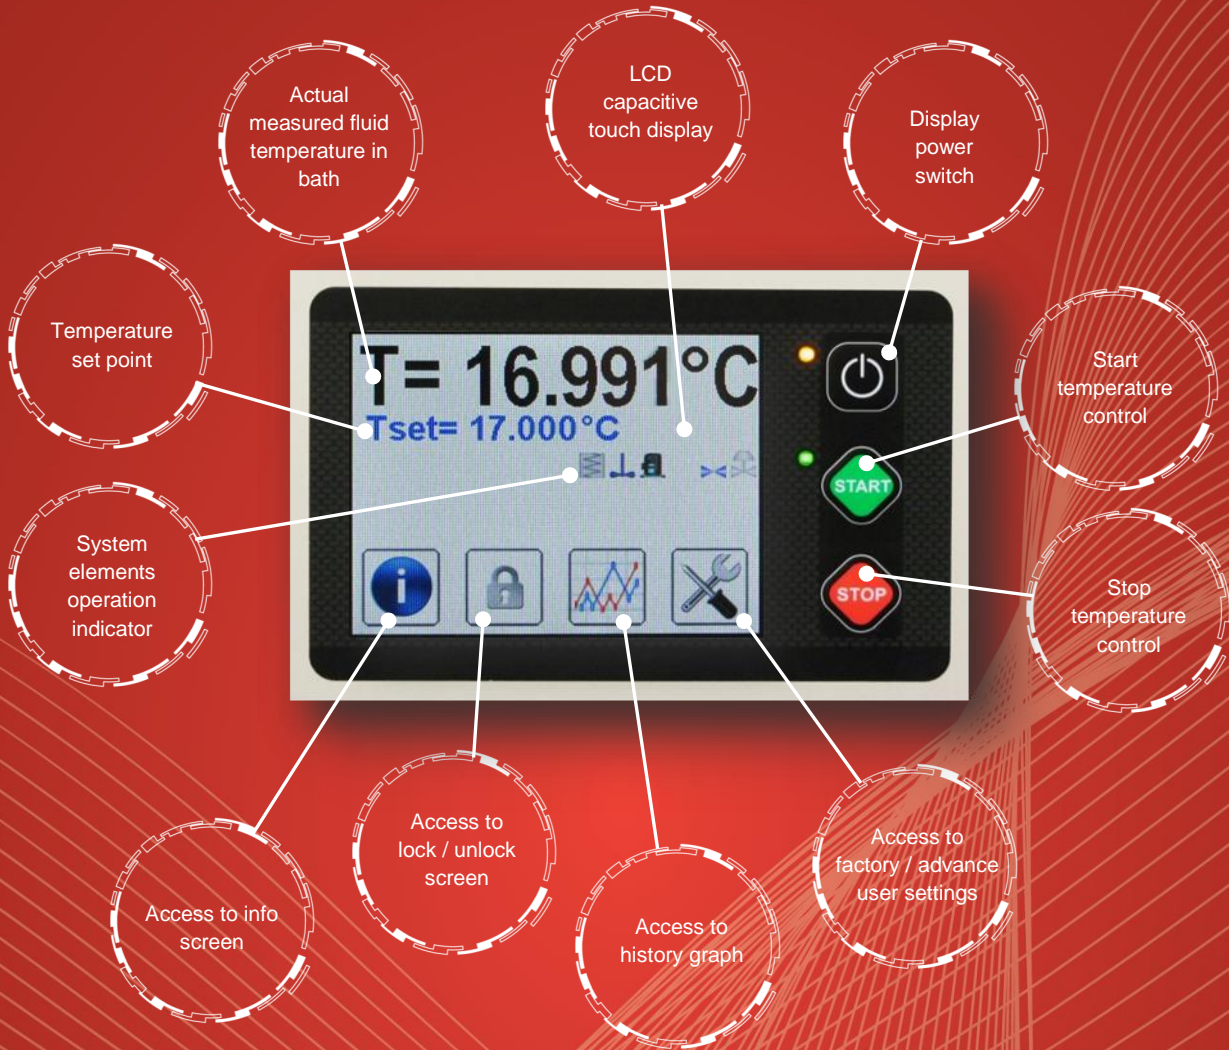 Actual
measured fluid
temperature in
bath
LCD
capacitive
touch display
Display
power
switch
Temperature
set point
T= 16.991°C
Tset= 17.000°C
Start
temperature
control
START
System
elements
operation
indicator
i
STOP
Stop
temperature
control
Access to info
screen
Access to
lock / unlock
screen
Access to
history graph
Access to
factory / advance
user settings